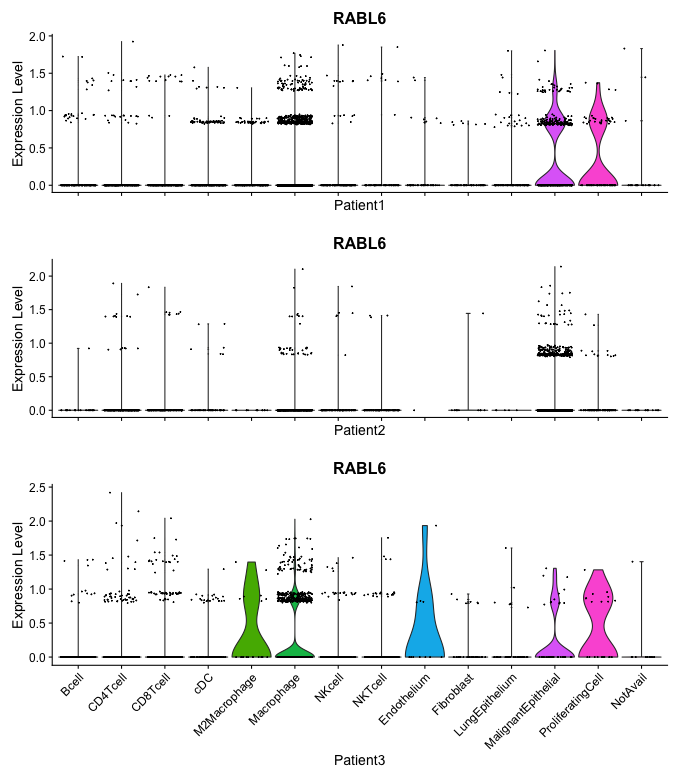 RABL6
Expression Level
2.0
1.5
1.0
0.5
0.0
Patient1
RABL6
Expression Level
2.0
1.5
1.0
0.5
0.0
Patient2
RABL6
Expression Level
2.5
2.0
1.5
1.0
0.5
0.0
Bcell
CD4Tcell
CD8Tcell
cDC
M2Macrophage
Macrophage
NKcell
NKTcell
Endothelium
Fibroblast
LungEpithelium
MalignantEpithelial
ProliferatingCell
NotAvail
Patient3